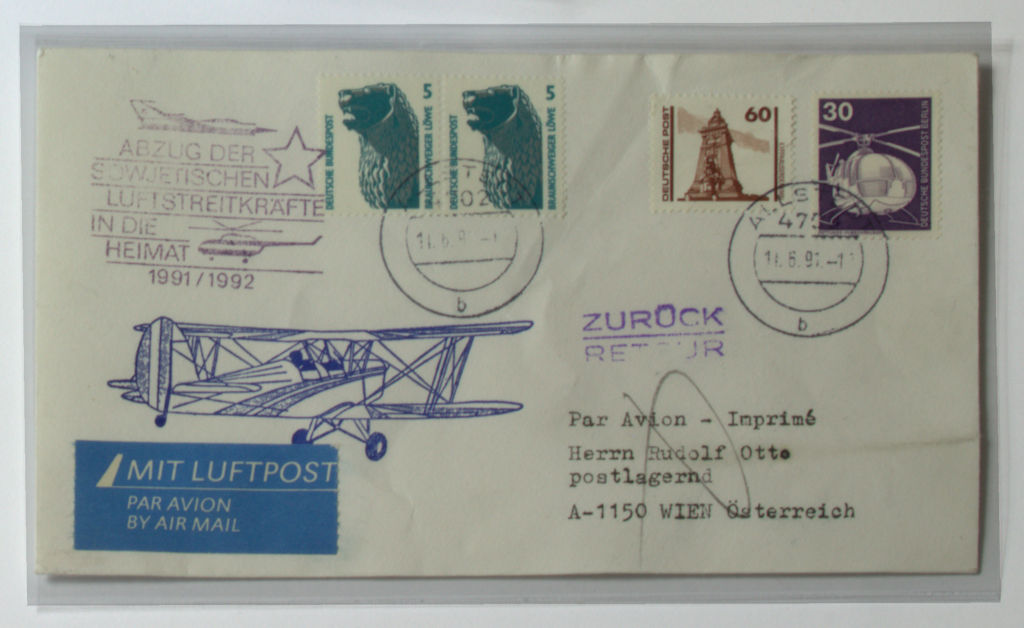 ABZUG DER
SOWJETISCHEN
LUFTSTREITKRÄFTE
IN DIE
HEIMAT
1991/1992
5
DEUTSCHE BUNDESPOST
BRAUNSCHWEIGER LÖWE
5
DEUTSCHE BUNDESPOST
BRAUNSCHWEIGER LÖWE
60
DEUTSCHE POST
30
DEUTSCHE BUNDESPOST BERLIN
b
b
ZURÜCK
RETOUR
Par Avion - Imprimé
Herrn Rudolf Otto
postlagernd
A-1150 WIEN Österreich
MIT LUFTPOST
PAR AVION
BY AIR MAIL